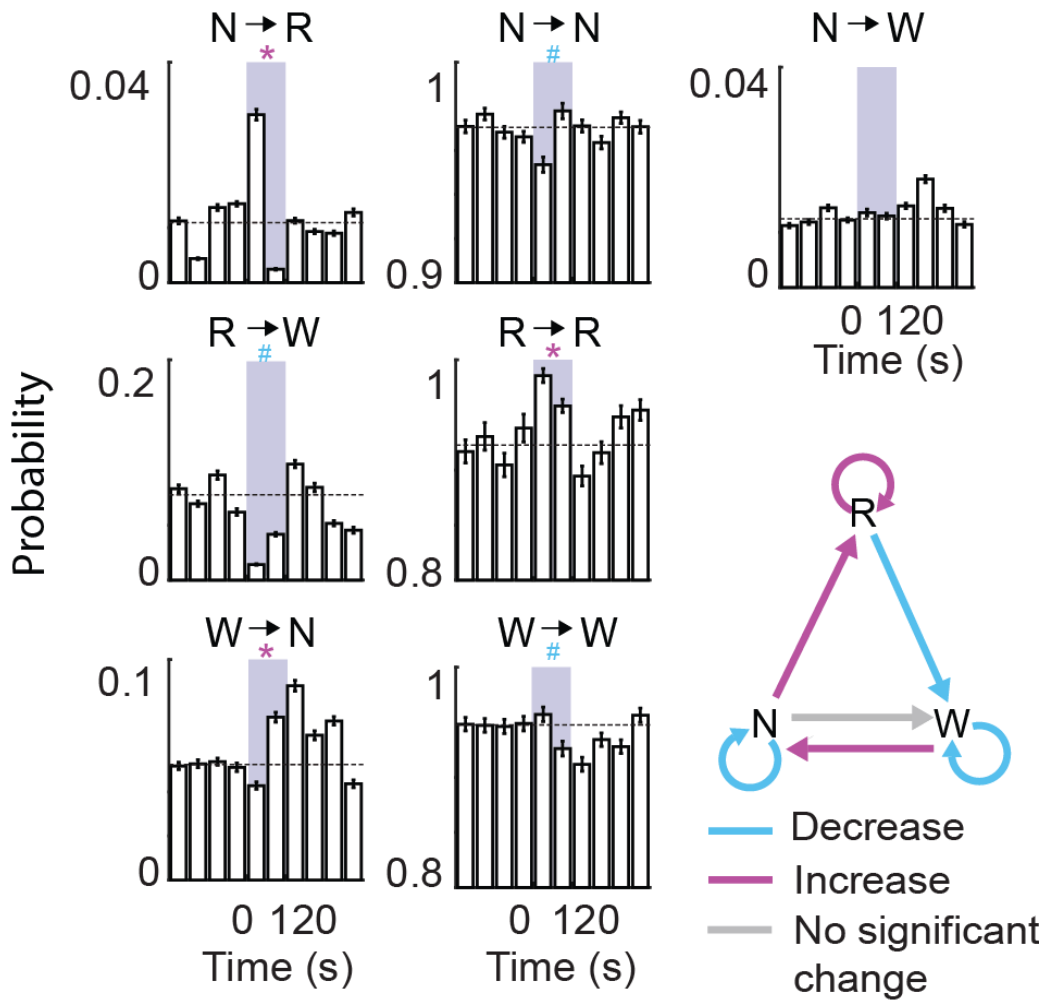 N → R
*
0.04
0
N → N
#
1
0.9
N → W
0.04
0
0 120
Time (s)
Probability
R → W
#
0.2
0
R → R
*
1
0.8
W → N
*
0.1
0
0 120
Time (s)
W → W
#
1
0.8
0 120
Time (s)
R
N
W
Decrease
Increase
No significant
change